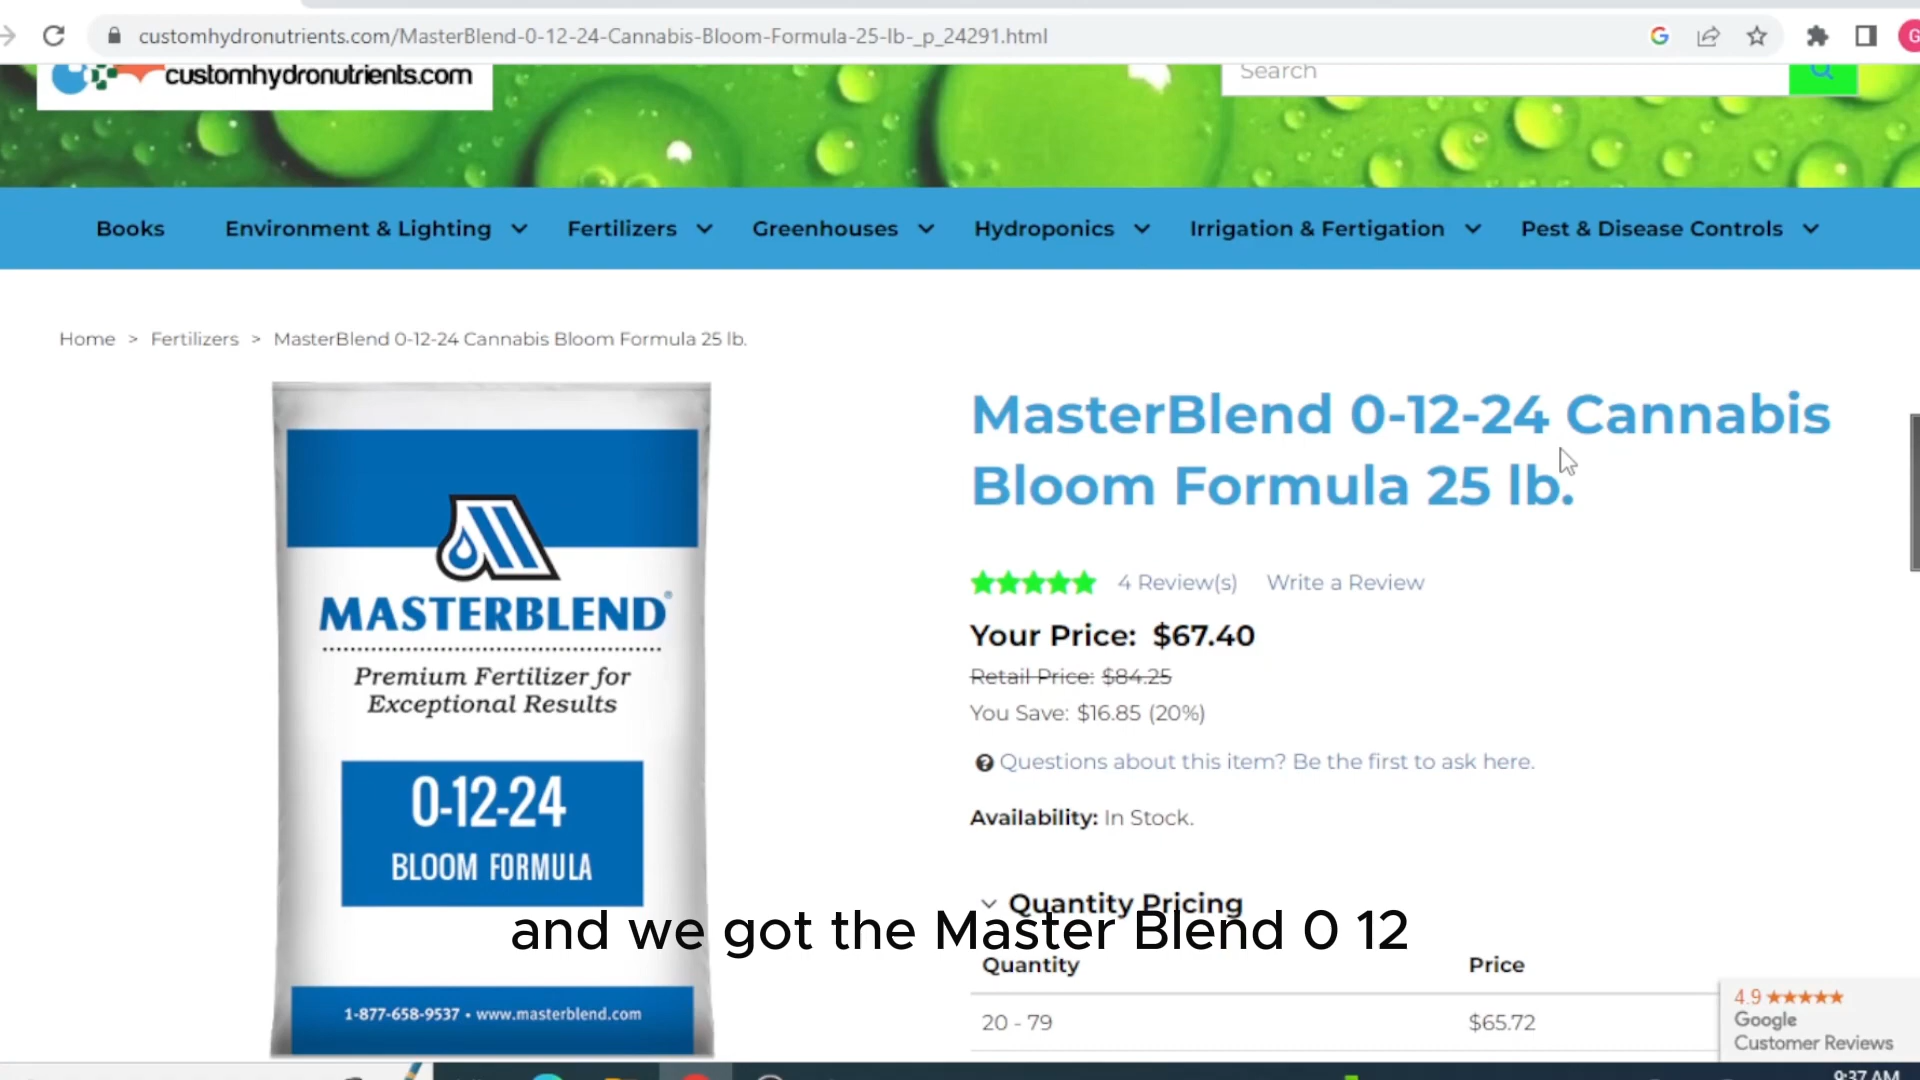 customhydronutrients.com/MasterBlend-0-12-24-Cannabis-Bloom-Formula-25-lb-_p_24291.html
G
customhydronutrients.com
Search
Books
Environment & Lighting
Fertilizers
Greenhouses
Hydroponics
Irrigation & Fertigation
Pest & Disease Controls
Home > Fertilizers > MasterBlend 0-12-24 Cannabis Bloom Formula 25 lb.
MASTERBLEND®
Premium Fertilizer for
Exceptional Results
0-12-24
BLOOM FORMULA
1-877-658-9537 • www.masterblend.com
MasterBlend 0-12-24 Cannabis
Bloom Formula 25 lb.
4 Review(s) Write a Review
Your Price: $67.40
Retail Price: $84.25
You Save: $16.85 (20%)
Questions about this item? Be the first to ask here.
Availability: In Stock.
Quantity Pricing
and we got the Master Blend 0 12
Quantity Price
20 - 79 $65.72
4.9
Google
Customer Reviews
9:37 AM